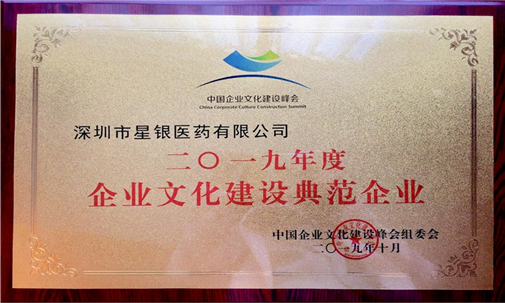 中国企业文化建设峰会
China Corporate Culture Construction Summit
深圳市星银医药有限公司
二〇一九年度
企业文化建设典范企业
中国企业文化建设峰会组委会
二〇一九年十月